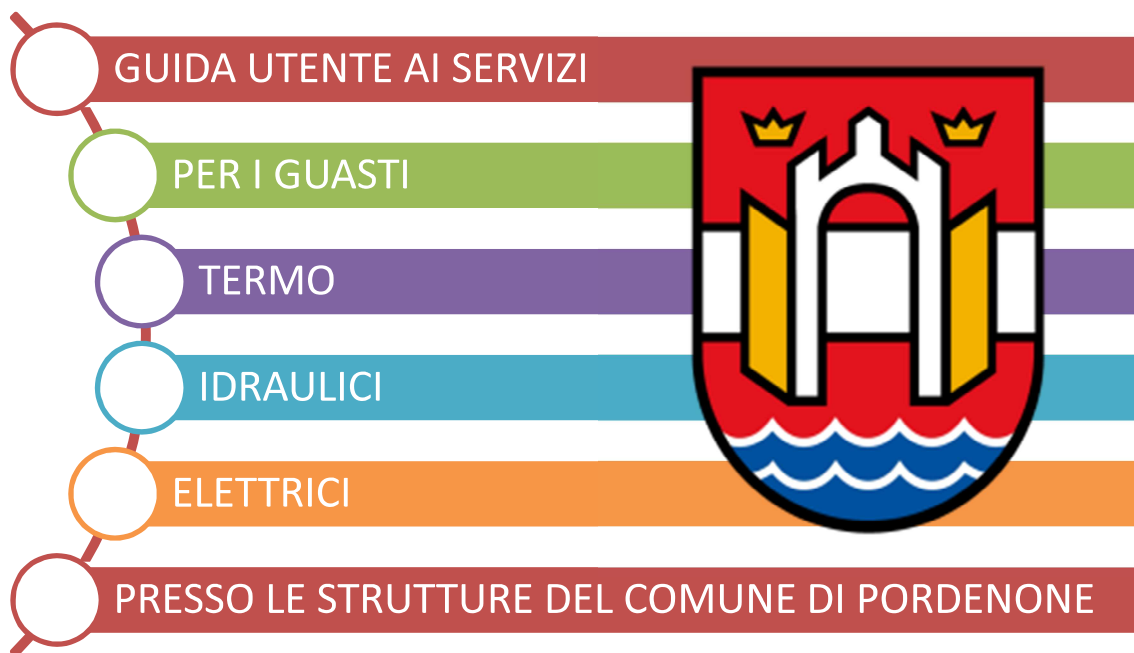 GUIDA UTENTE AI SERVIZI
PER I GUASTI
TERMO
IDRAULICI
ELETTRICI
PRESSO LE STRUTTURE DEL COMUNE DI PORDENONE